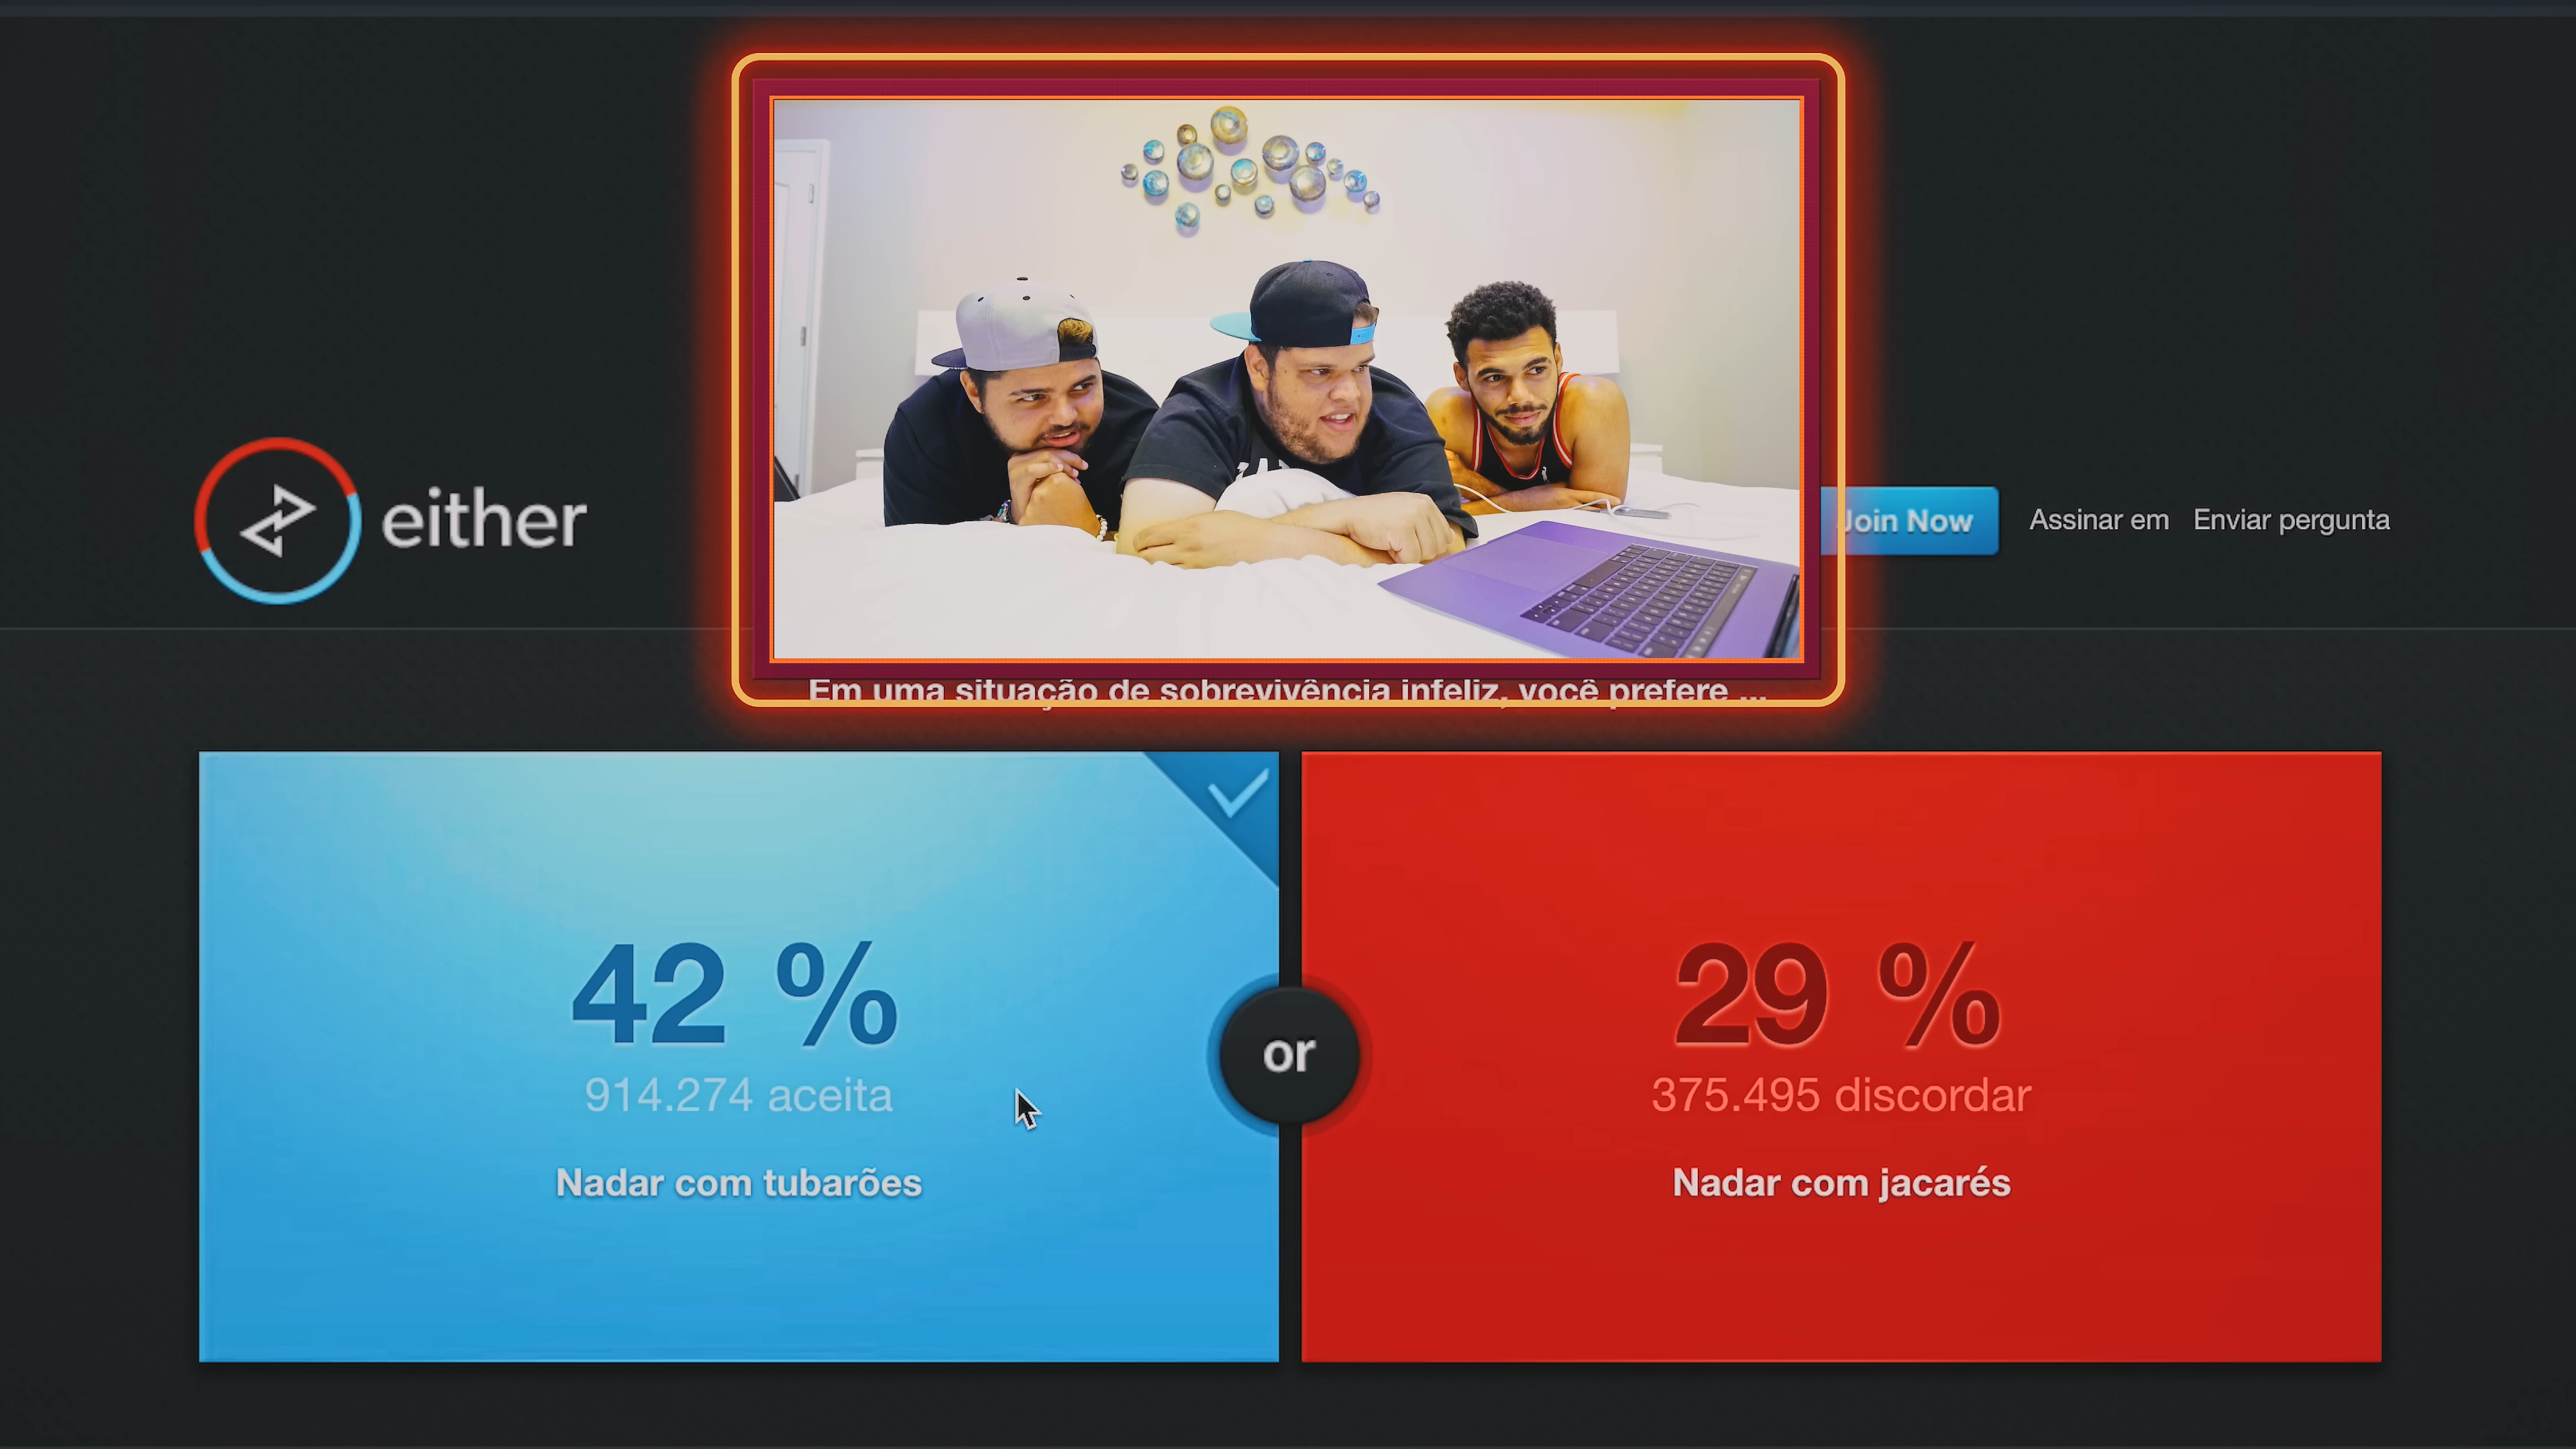 either
Join Now
Assinar em
Enviar pergunta
Em uma situação de sobrevivência infeliz, você prefere ...
42 %
914.274 aceita
Nadar com tubarões
or
29 %
375.495 discordar
Nadar com jacarés